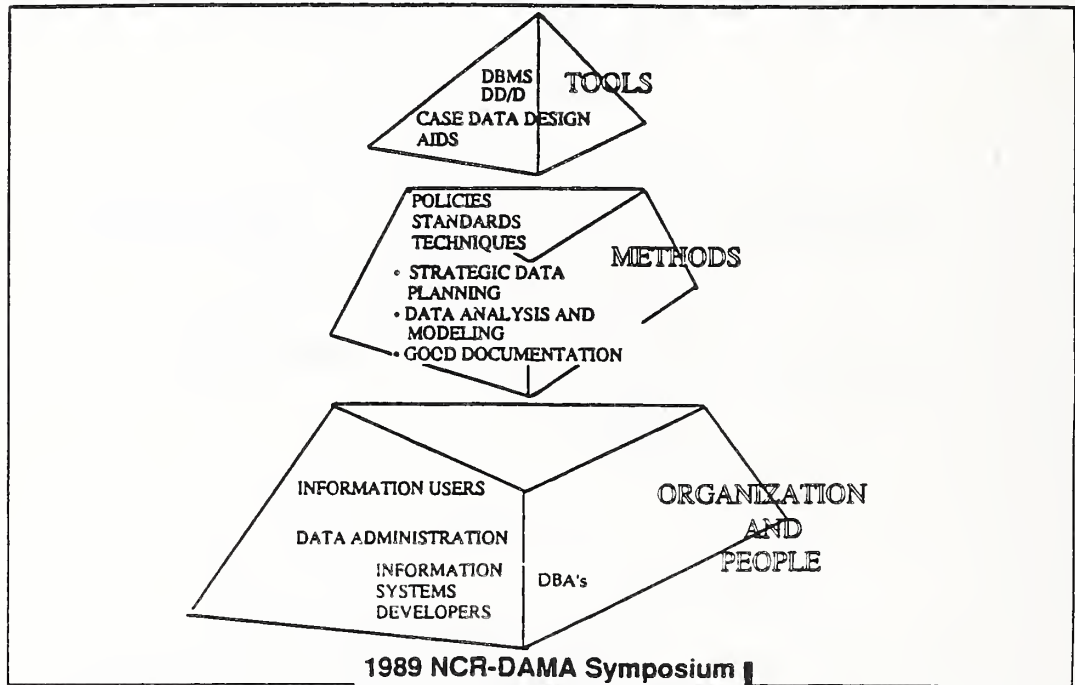 DBMS
DD/D
TOOLS
CASE DATA DESIGN
AIDS
POLICIES
STANDARDS
TECHNIQUES
METHODS
• STRATEGIC DATA
PLANNING
• DATA ANALYSIS AND
MODELING
• GOCD DOCUMENTATION
INFORMATION USERS
ORGANIZATION
AND
PEOPLE
DATA ADMINISTRATION
INFORMATION
SYSTEMS
DEVELOPERS
DBA's
1989 NCR-DAMA Symposium